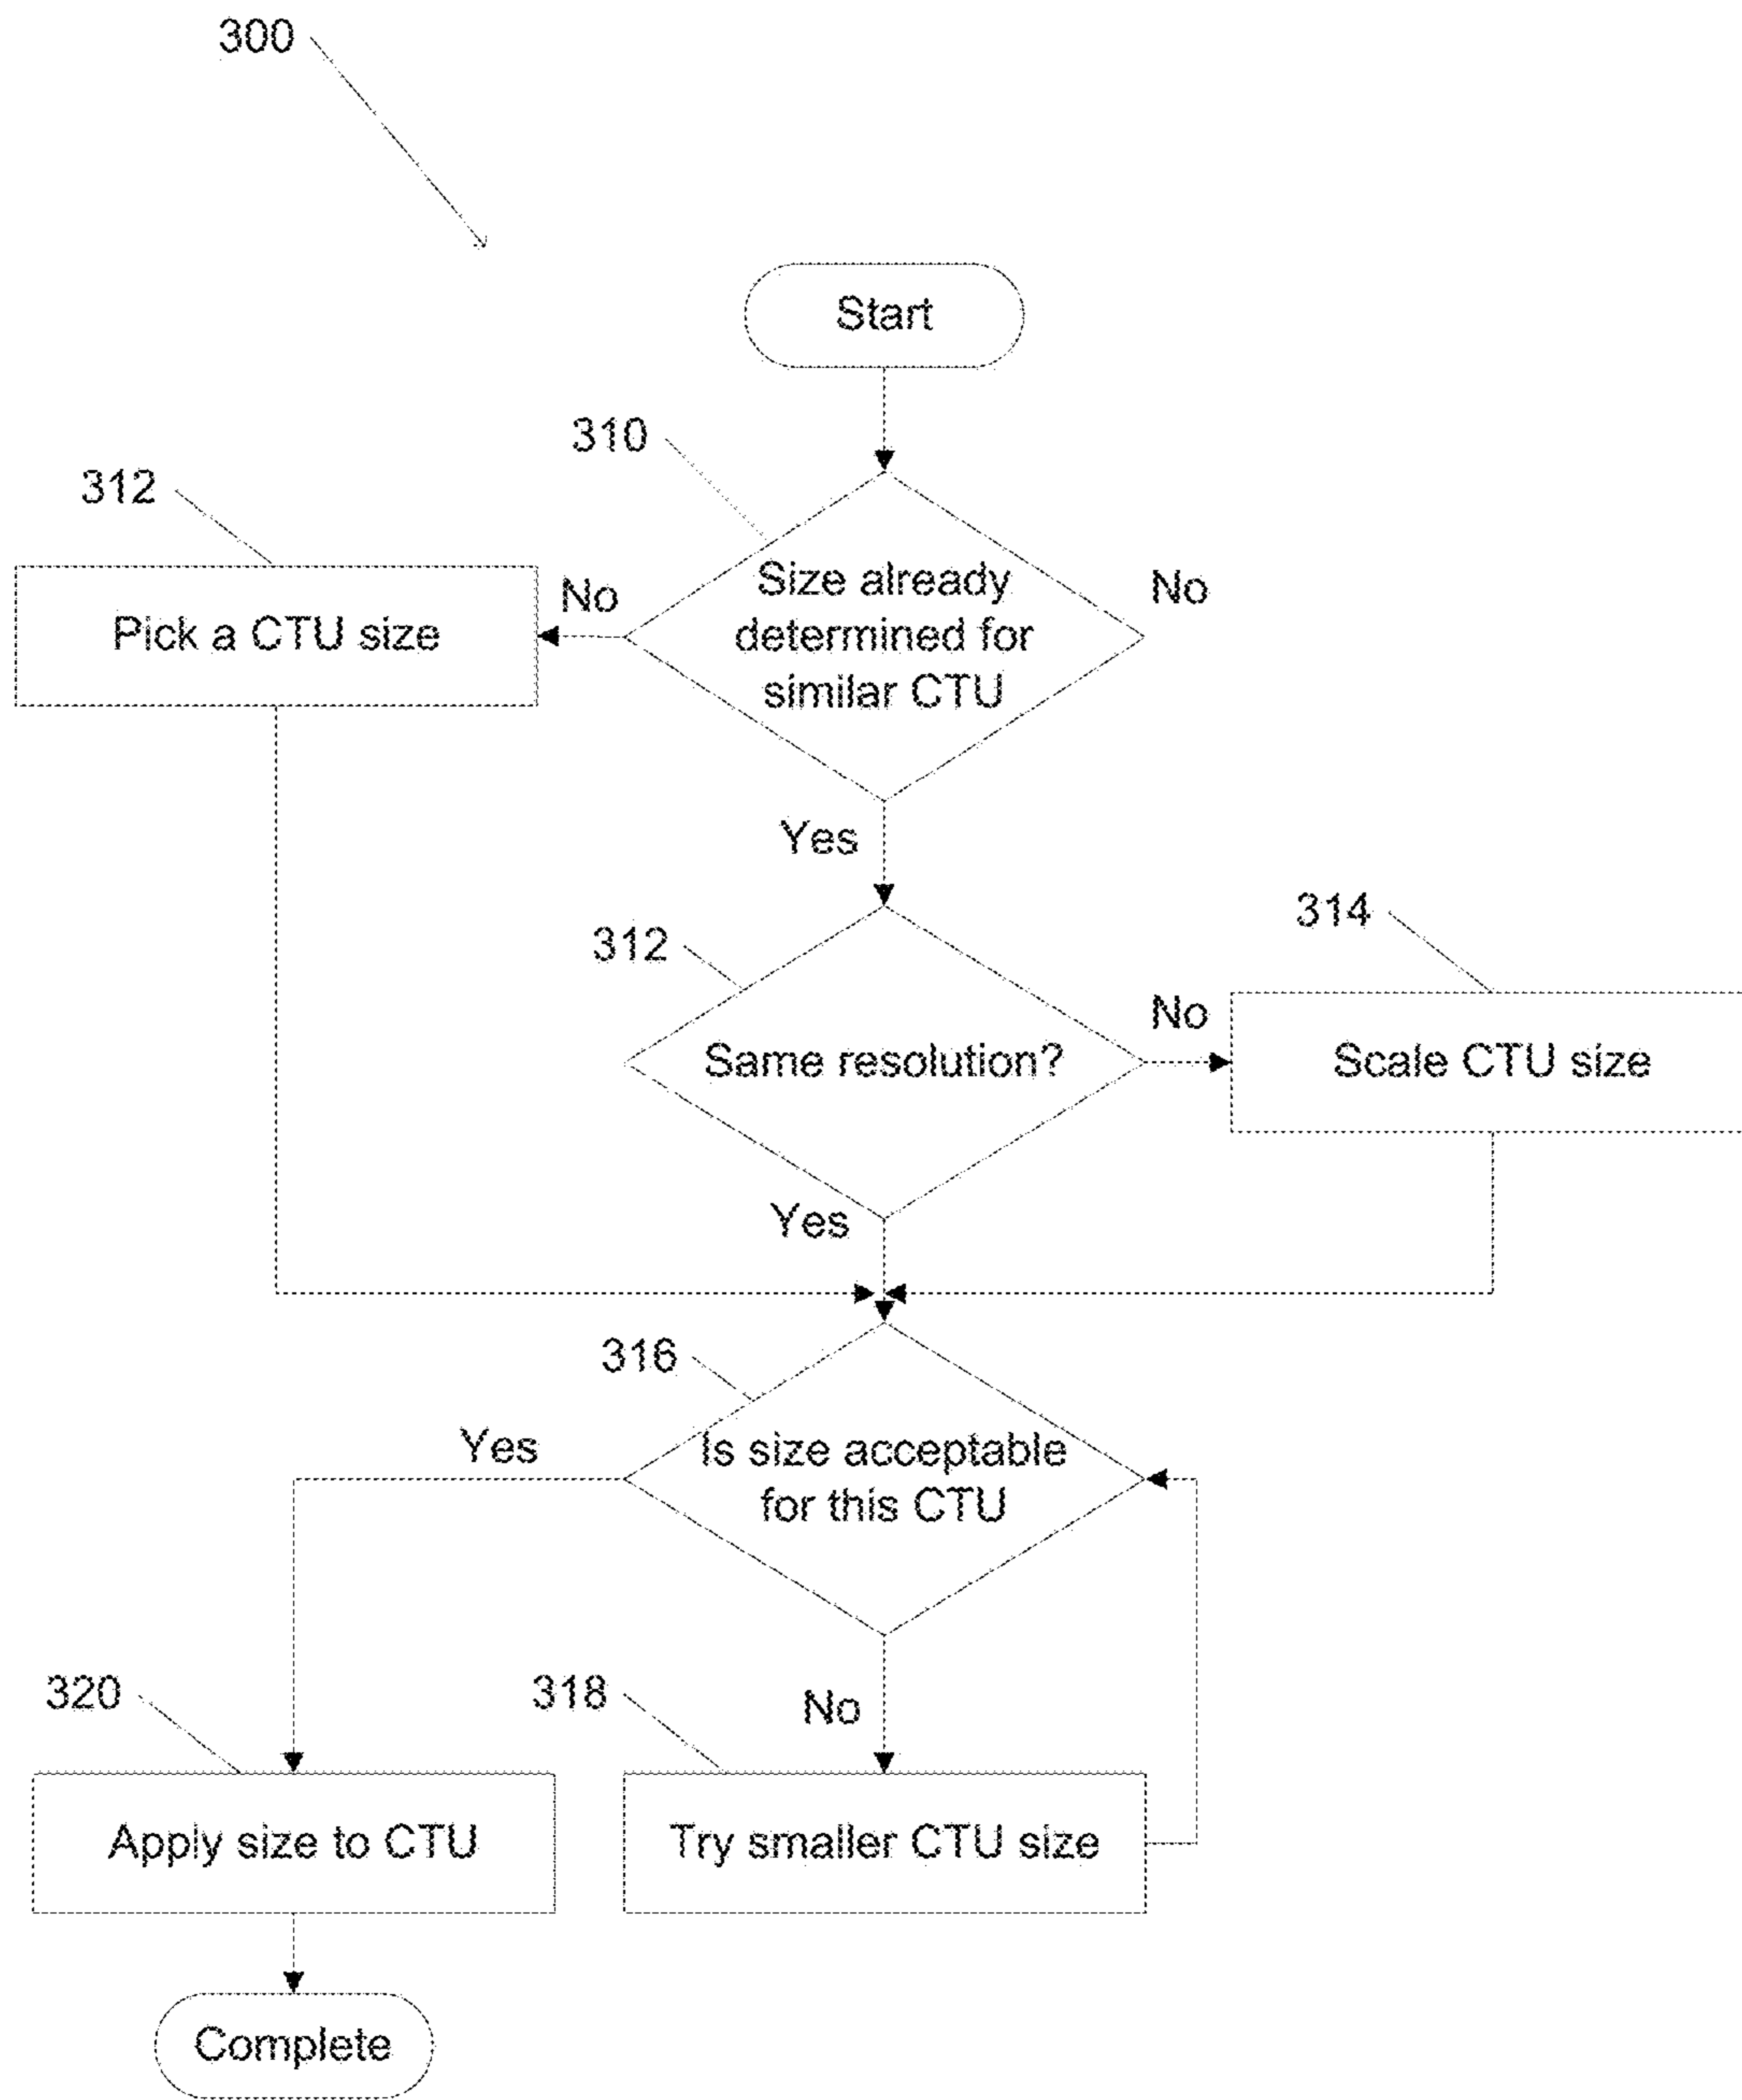 300
Start
310
312
Size already
determined for
similar CTU
No
No
Pick a CTU size
Yes
312
314
Same resolution?
No
Scale CTU size
Yes
316
Is size acceptable
for this CTU
Yes
No
320
318
Apply size to CTU
Try smaller CTU size
Complete